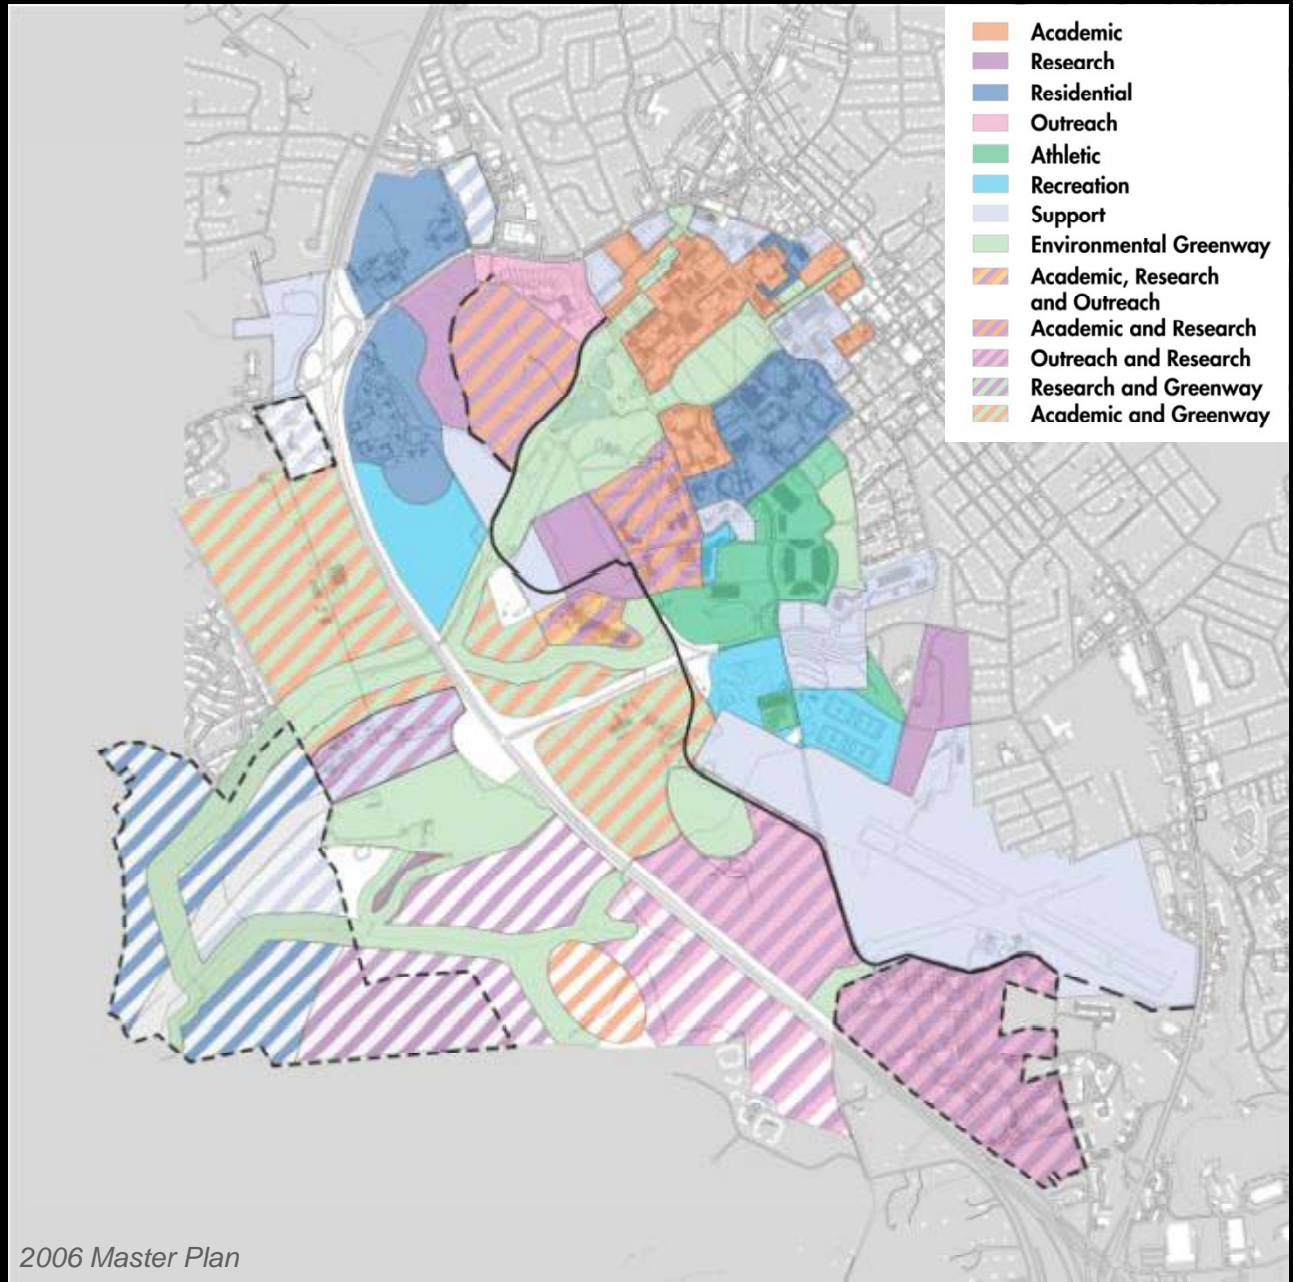 Academic
Research
Residential
Outreach
Athletic
Recreation
Support
Environmental Greenway
Academic, Research
and Outreach
Academic and Research
Outreach and Research
Research and Greenway
Academic and Greenway
2006 Master Plan